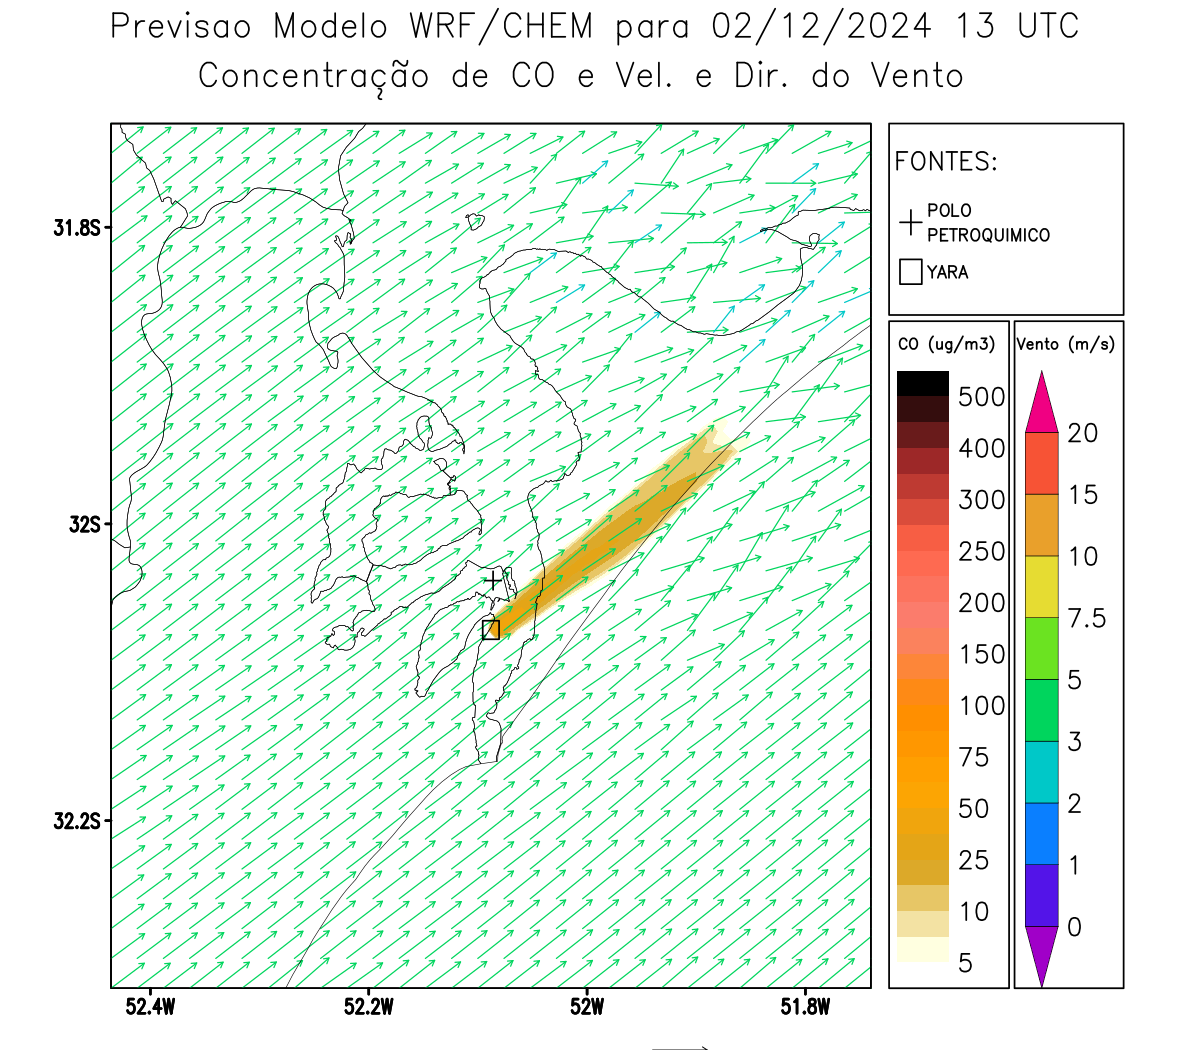 Previsao Modelo WRF/CHEM para 02/12/2024 13 UTC
Concentração de CO e Vel. e Dir. do Vento
FONTES:
POLO
PETROQUIMICO
YARA
31.8S
32S
32.2S
52.4W
52.2W
52W
51.8W
CO (ug/m3)
500
400
300
250
200
150
100
75
50
25
10
5
Vento (m/s)
20
15
10
7.5
5
3
2
1
0